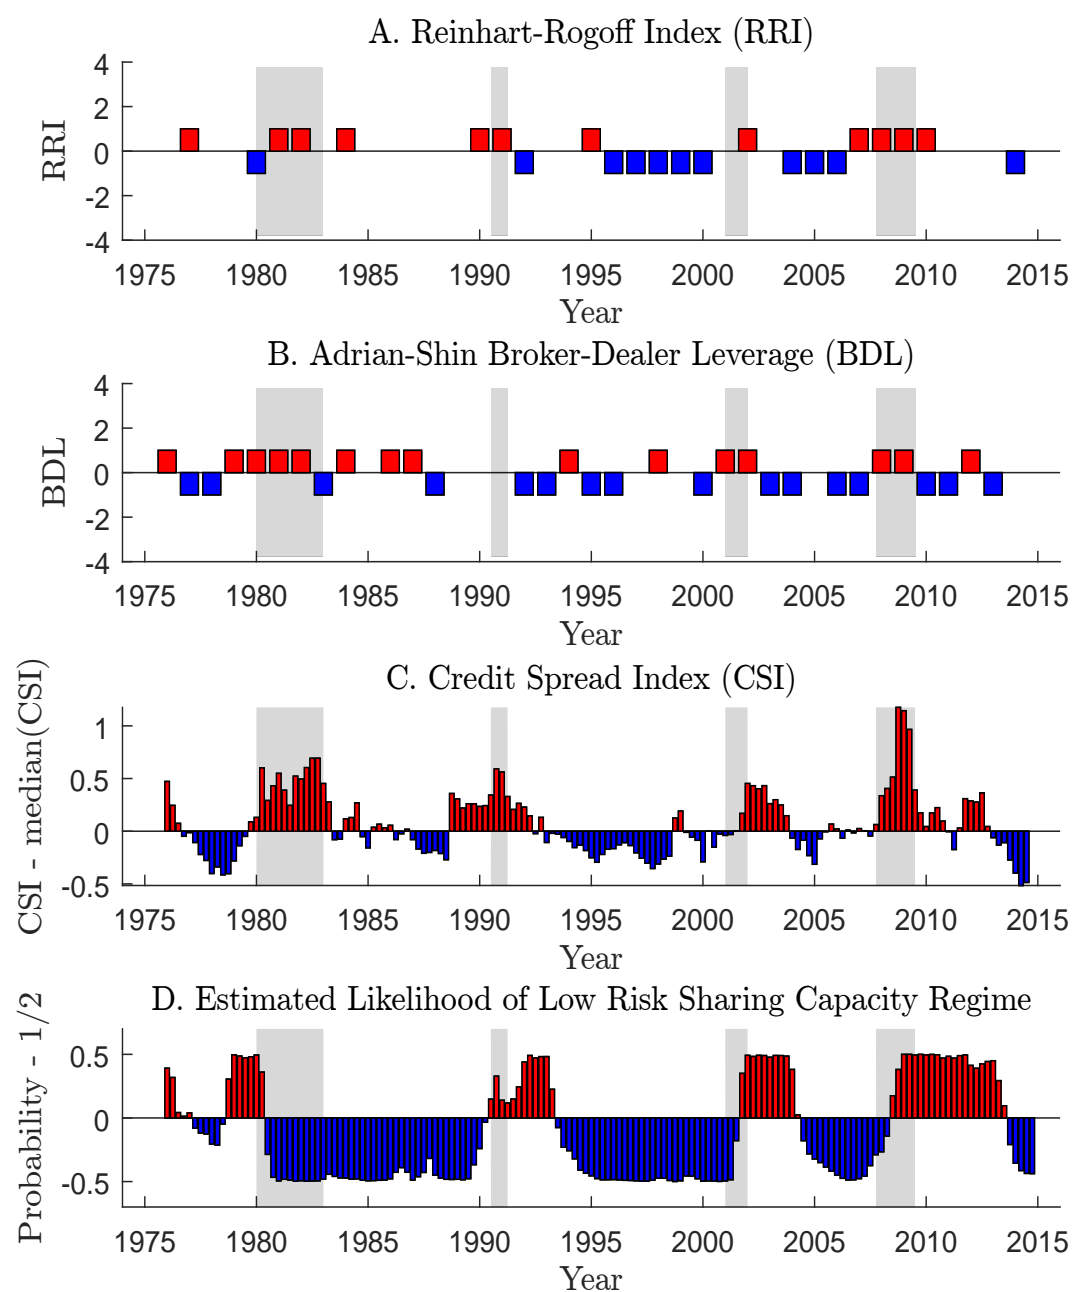 A. Reinhart-Rogoff Index (RRI)
RRI
4
2
0
-2
-4
1975 1980 1985 1990 1995 2000 2005 2010 2015
Year
B. Adrian-Shin Broker-Dealer Leverage (BDL)
BDL
4
2
0
-2
-4
1975 1980 1985 1990 1995 2000 2005 2010 2015
Year
C. Credit Spread Index (CSI)
CSI - median(CSI)
1
0.5
0
-0.5
1975 1980 1985 1990 1995 2000 2005 2010 2015
Year
D. Estimated Likelihood of Low Risk Sharing Capacity Regime
Probability - 1/2
0.5
0
-0.5
1975 1980 1985 1990 1995 2000 2005 2010 2015
Year